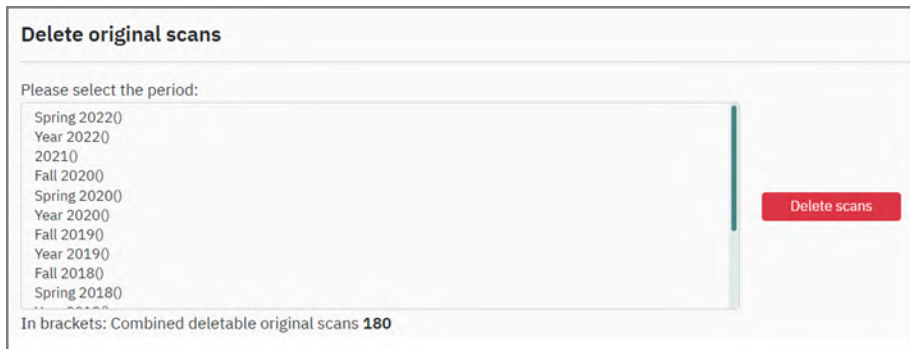 Delete original scans
Please select the period:
Spring 2022()
Year 2022()
2021()
Fall 2020()
Spring 2020()
Year 2020()
Fall 2019()
Year 2019()
Fall 2018()
Spring 2018()
Delete scans
In brackets: Combined deletable original scans 180